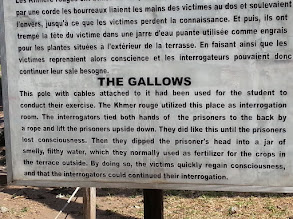 Les Khmers rouges
par une corde les bourreaux liaient les mains des victimes au dos et soulevaient
l'envers, jusqu'à ce que les victimes perdent la connaissance. Et puis, ils ont
trempé la tête du victime dans une jarre d'eau puante utilisée comme engrais
pour les plantes situées à l'extérieur de la terrasse. En faisant ainsi que les
victimes reprenaient alors conscience et les interrogateurs pouvaient donc
continuer leur sale besogne.
THE GALLOWS
This pole with cables attached to it had been used for the student to
conduct their exercise. The Khmer rouge utilized this place as interrogation
room. The interrogators tied both hands of the prisoners to the back by
a rope and lift the prisoners upside down. They did like this until the prisoners
lost consciousness. Then they dipped the prisoner's head into a jar of
smelly, filthy water, which they normally used as fertilizer for the crops in
the terrace outside. By doing so, the victims quickly regain consciousness,
and that the interrogators could continued their interrogation.